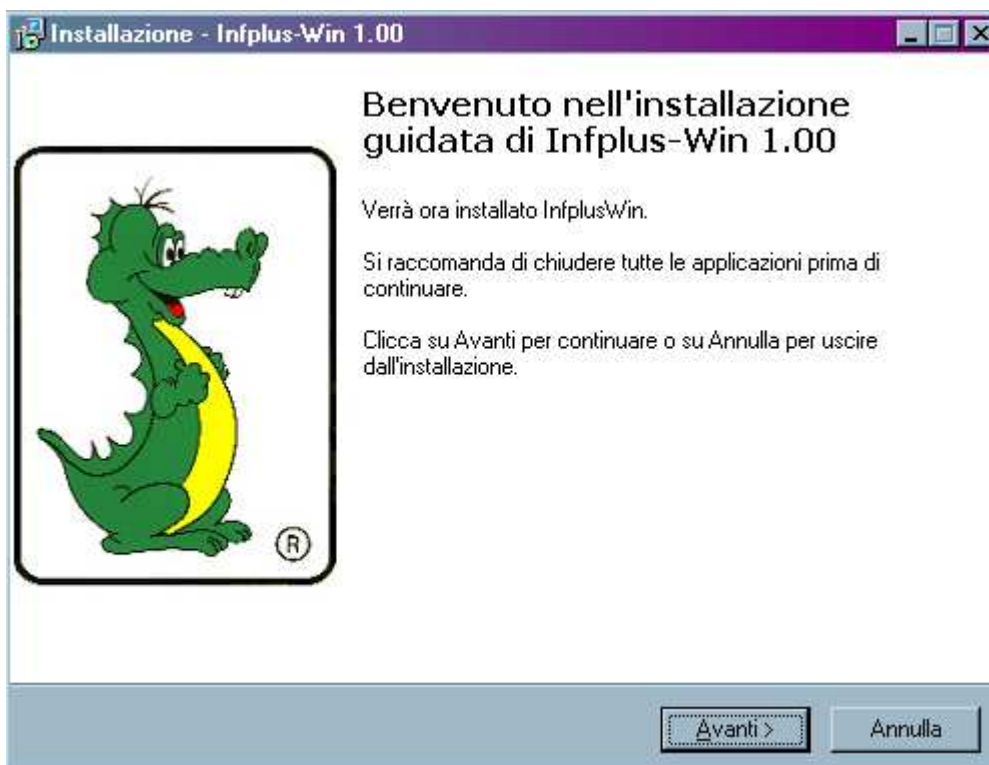 Installazione - Infplus-Win 1.00
Benvenuto nell'installazione
guidata di Infplus-Win 1.00
Verrà ora installato InfplusWin.
Si raccomanda di chiudere tutte le applicazioni prima di
continuare.
Clicca su Avanti per continuare o su Annulla per uscire
dall'installazione.
®
Avanti >
Annulla